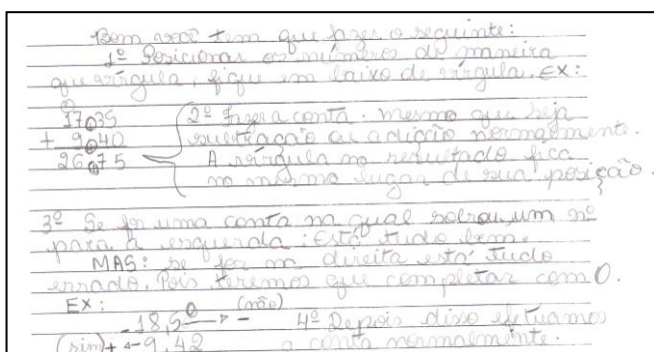 Bem você tem que fazer o seguinte:
1º Posicionar os números de maneira
que vírgula, fique em baixo de vírgula. EX:
17,35 2º Fazer a conta. mesmo que seja
+ 9,40 subtração ou adicção normalmente.
26,75 A vírgula no resultado fica
no mesmo lugar de sua posição.
3º Se for uma conta na qual sobrou um nº
para a esquerda: Está tudo bem.
MAS: se for na direita está tudo
errado. Pois teremos que completar com 0.
EX: (não)
-18,50 → - 4º Depois disso efetuamos
(sim) + ← 9,42 a conta normalmente.